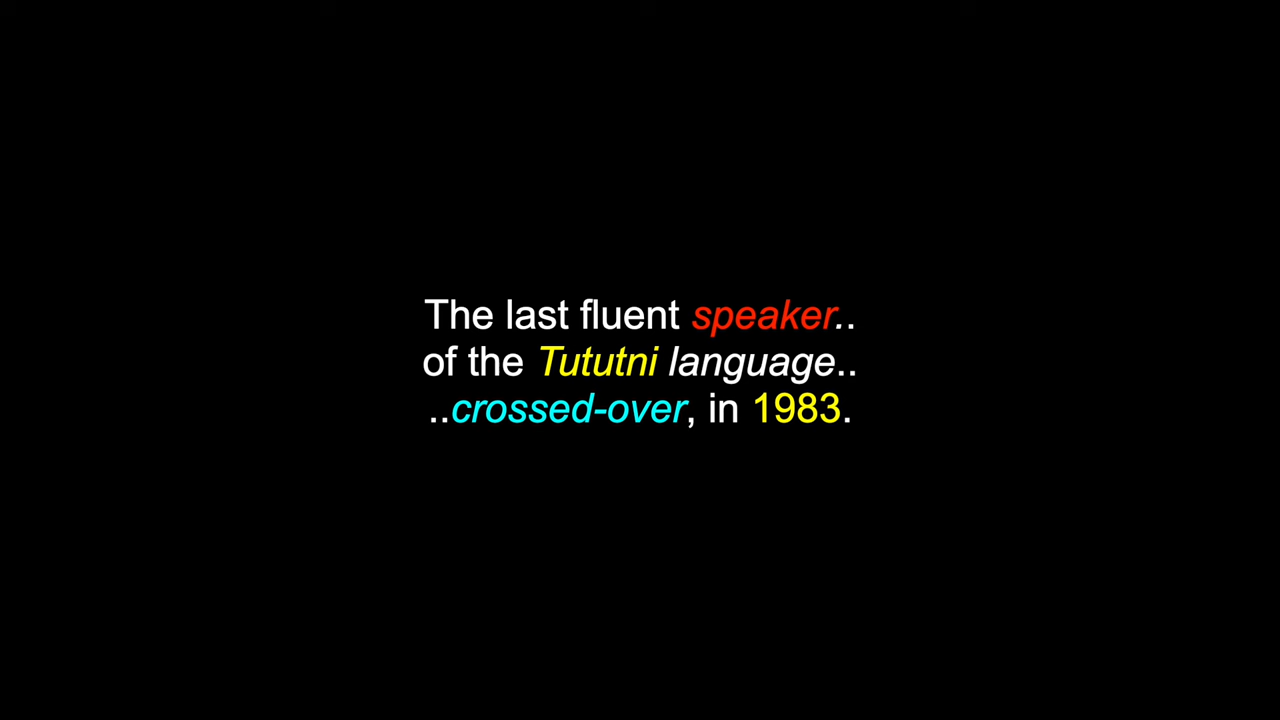 The last fluent speaker..
of the Tututni language..
..crossed-over, in 1983.